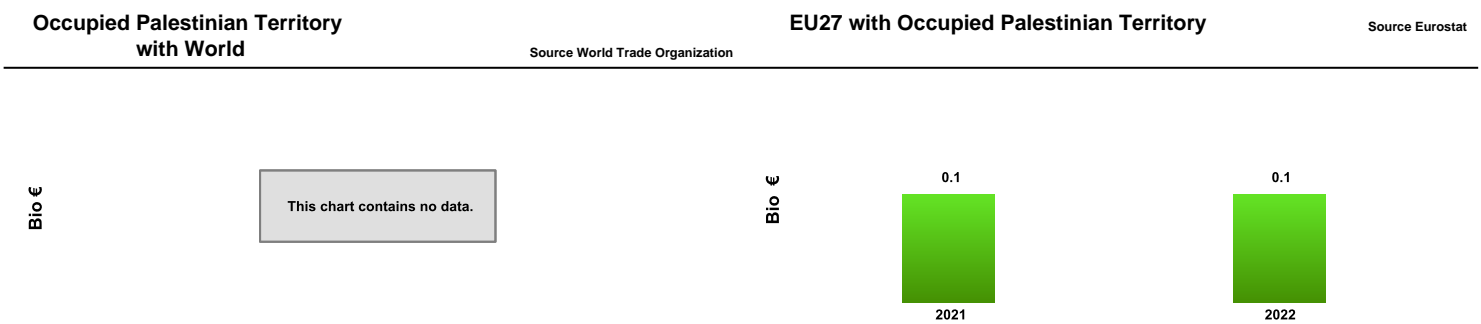 Occupied Palestinian Territory
with World
Source World Trade Organization
Bio €
This chart contains no data.
EU27 with Occupied Palestinian Territory
Source Eurostat
Bio €
0.1
0.1
2021
2022